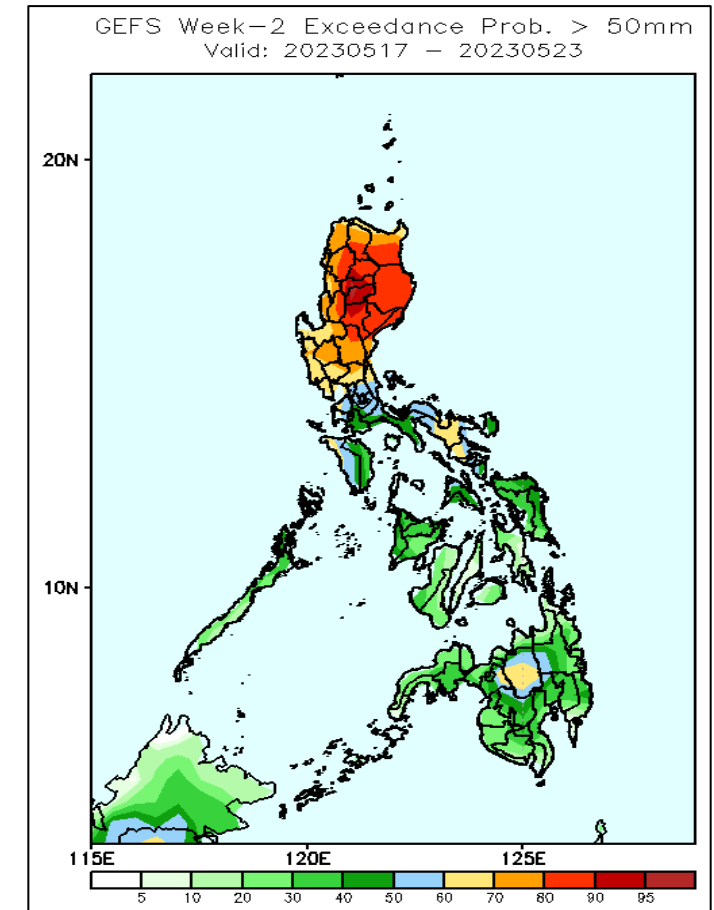 GEFS Week-2 Exceedance Prob. > 50mm
Valid: 20230517 - 20230523
20N
10N
115E 120E 125E
5 10 20 30 40 50 60 70 80 90 95